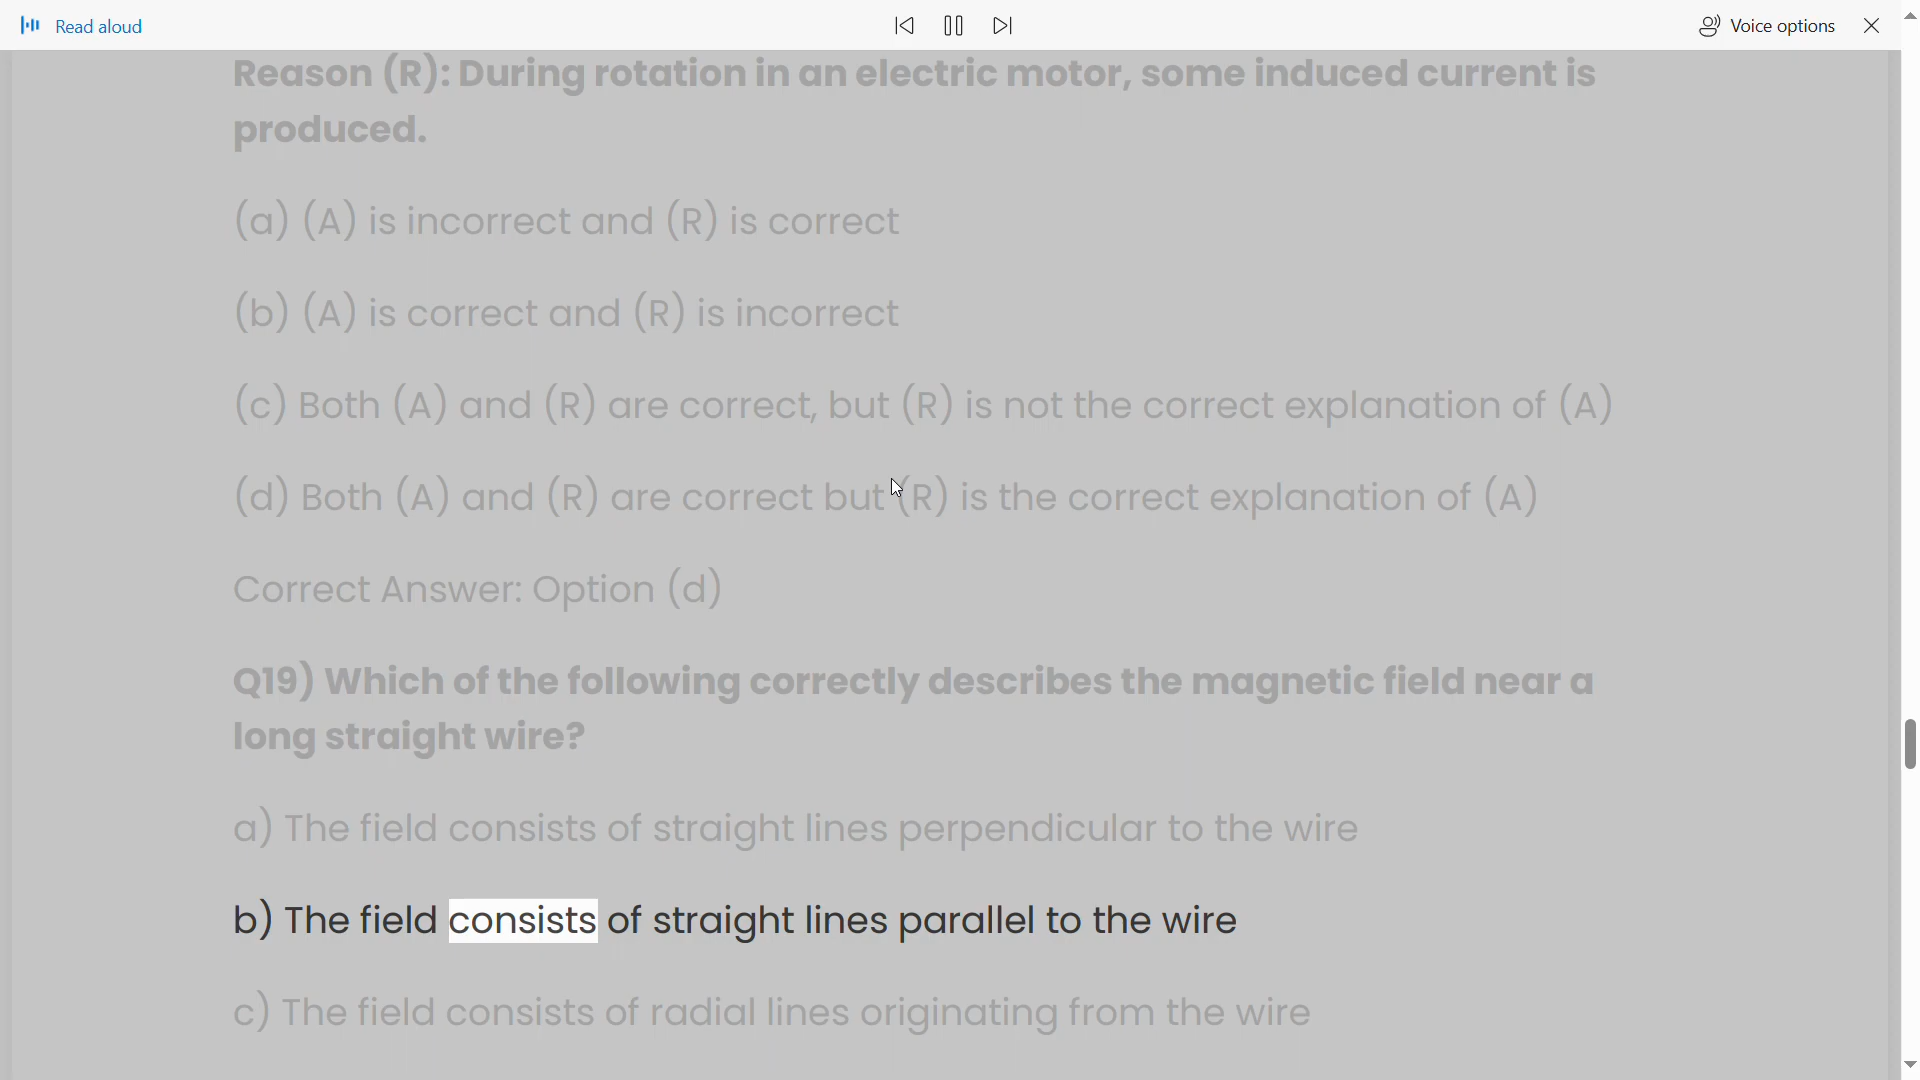 Read aloud
Voice options
Reason (R): During rotation in an electric motor, some induced current is
produced.
(a) (A) is incorrect and (R) is correct
(b) (A) is correct and (R) is incorrect
(c) Both (A) and (R) are correct, but (R) is not the correct explanation of (A)
(d) Both (A) and (R) are correct but (R) is the correct explanation of (A)
Correct Answer: Option (d)
Q19) Which of the following correctly describes the magnetic field near a
long straight wire?
a) The field consists of straight lines perpendicular to the wire
b) The field consists of straight lines parallel to the wire
c) The field consists of radial lines originating from the wire